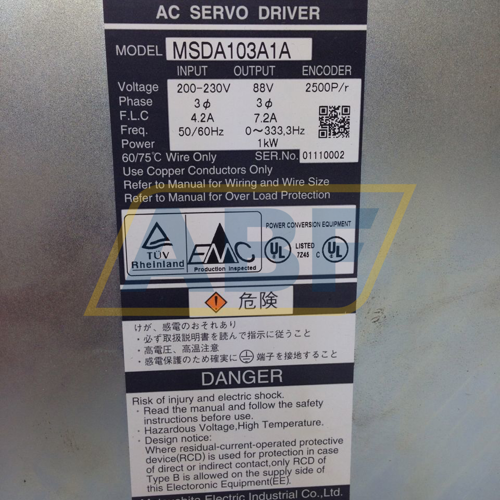 AC SERVO DRIVER
MODEL MSDA103A1A
INPUT OUTPUT ENCODER
Voltage 200-230V 88V 2500P/r
Phase 3ϕ 3ϕ
F.L.C 4.2A 7.2A
Freq. 50/60Hz 0～333,3Hz
Power 1kW
60/75℃ Wire Only SER.No. 01110002
Use Copper Conductors Only
Refer to Manual for Wiring and Wire Size
Refer to Manual for Over Load Protection
ABF
POWER CONVERSION EQUIPMENT
TÜV
Rheinland
EMC
Production inspected
UL LISTED
7Z45 C UL
危険
けが、感電のおそれあり
・必ず取扱説明書を読んで指示に従うこと
・高電圧、高温注意
・感電保護のため確実に端子を接地すること
DANGER
Risk of injury and electric shock.
· Read the manual and follow the safety
instructions before use.
· Hazardous Voltage,High Temperature.
· Design notice:
Where residual-current-operated protective
device(RCD) is used for protection in case
of direct or indirect contact,only RCD of
Type B is allowed on the supply side of
this Electoronic Equipment(EE).
Electric Industrial Co.,Ltd.